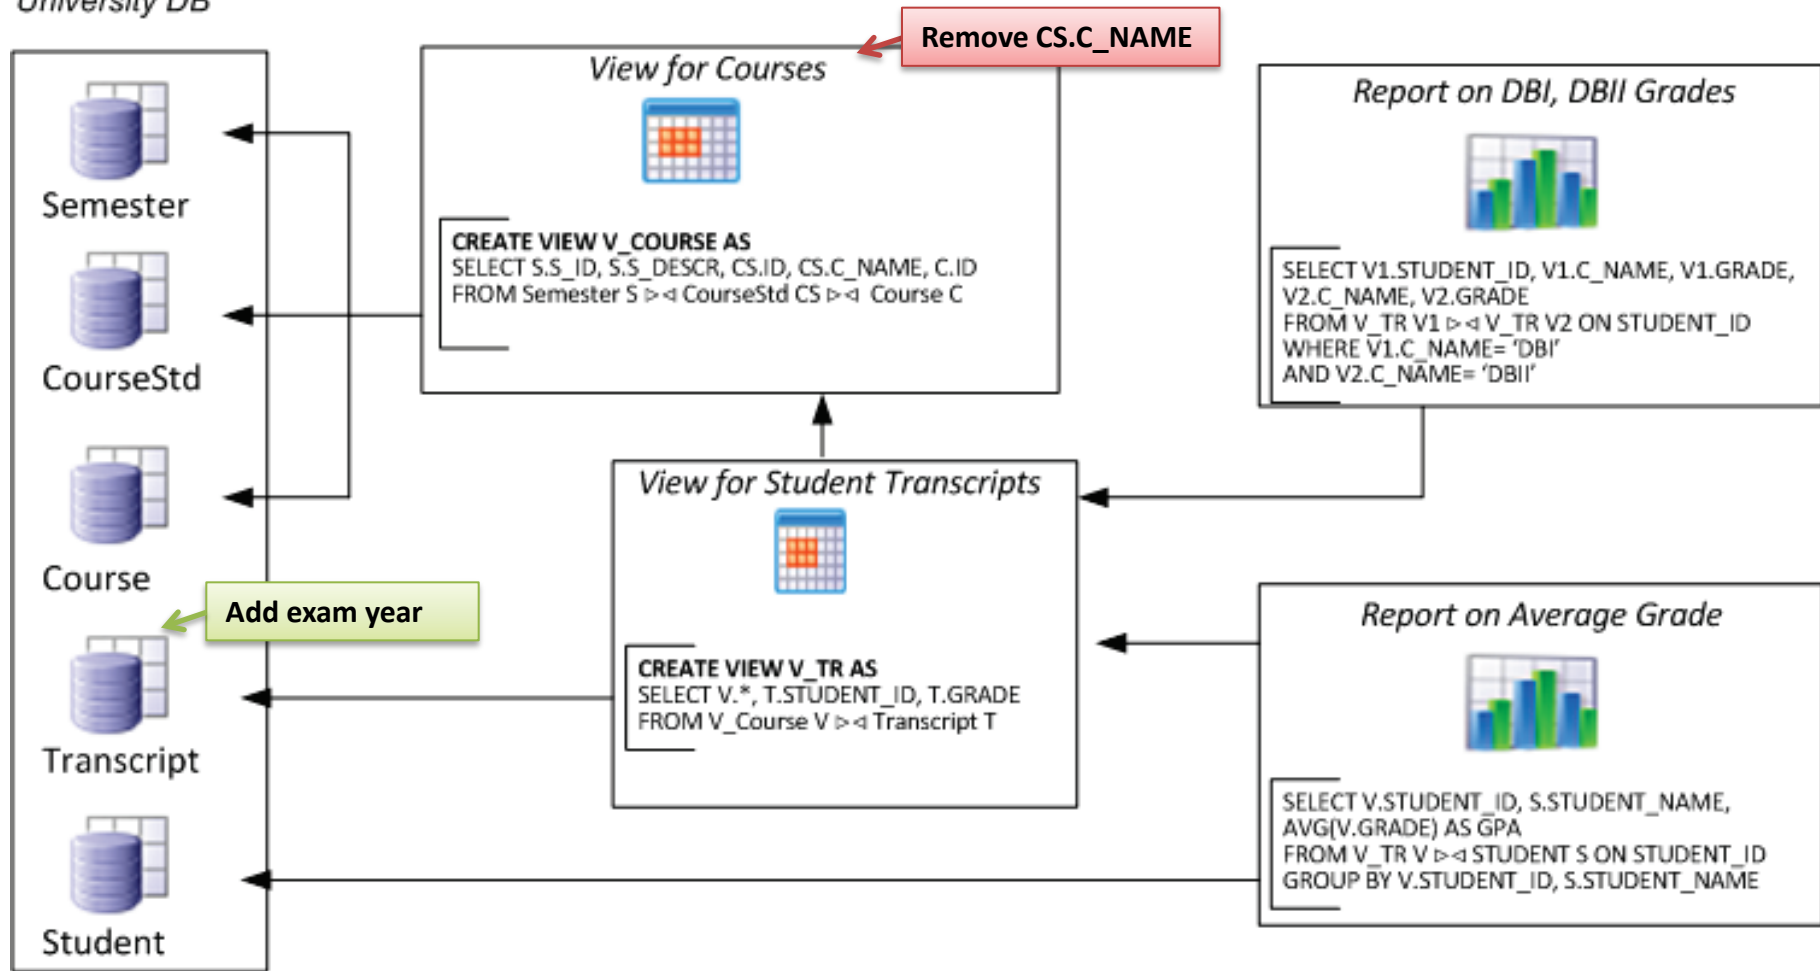 University DB
Semester
CourseStd
Course
Transcript
Student
Add exam year
Remove CS.C_NAME
View for Courses
CREATE VIEW V_COURSE AS
SELECT S.S_ID, S.S_DESCR, CS.ID, CS.C_NAME, C.ID
FROM Semester S ▷◁ CourseStd CS ▷◁ Course C
View for Student Transcripts
CREATE VIEW V_TR AS
SELECT V.*, T.STUDENT_ID, T.GRADE
FROM V_Course V ▷◁ Transcript T
Report on DBI, DBII Grades
SELECT V1.STUDENT_ID, V1.C_NAME, V1.GRADE,
V2.C_NAME, V2.GRADE
FROM V_TR V1 ▷◁ V_TR V2 ON STUDENT_ID
WHERE V1.C_NAME= ‘DBI’
AND V2.C_NAME= ‘DBII’
Report on Average Grade
SELECT V.STUDENT_ID, S.STUDENT_NAME,
AVG(V.GRADE) AS GPA
FROM V_TR V ▷◁ STUDENT S ON STUDENT_ID
GROUP BY V.STUDENT_ID, S.STUDENT_NAME